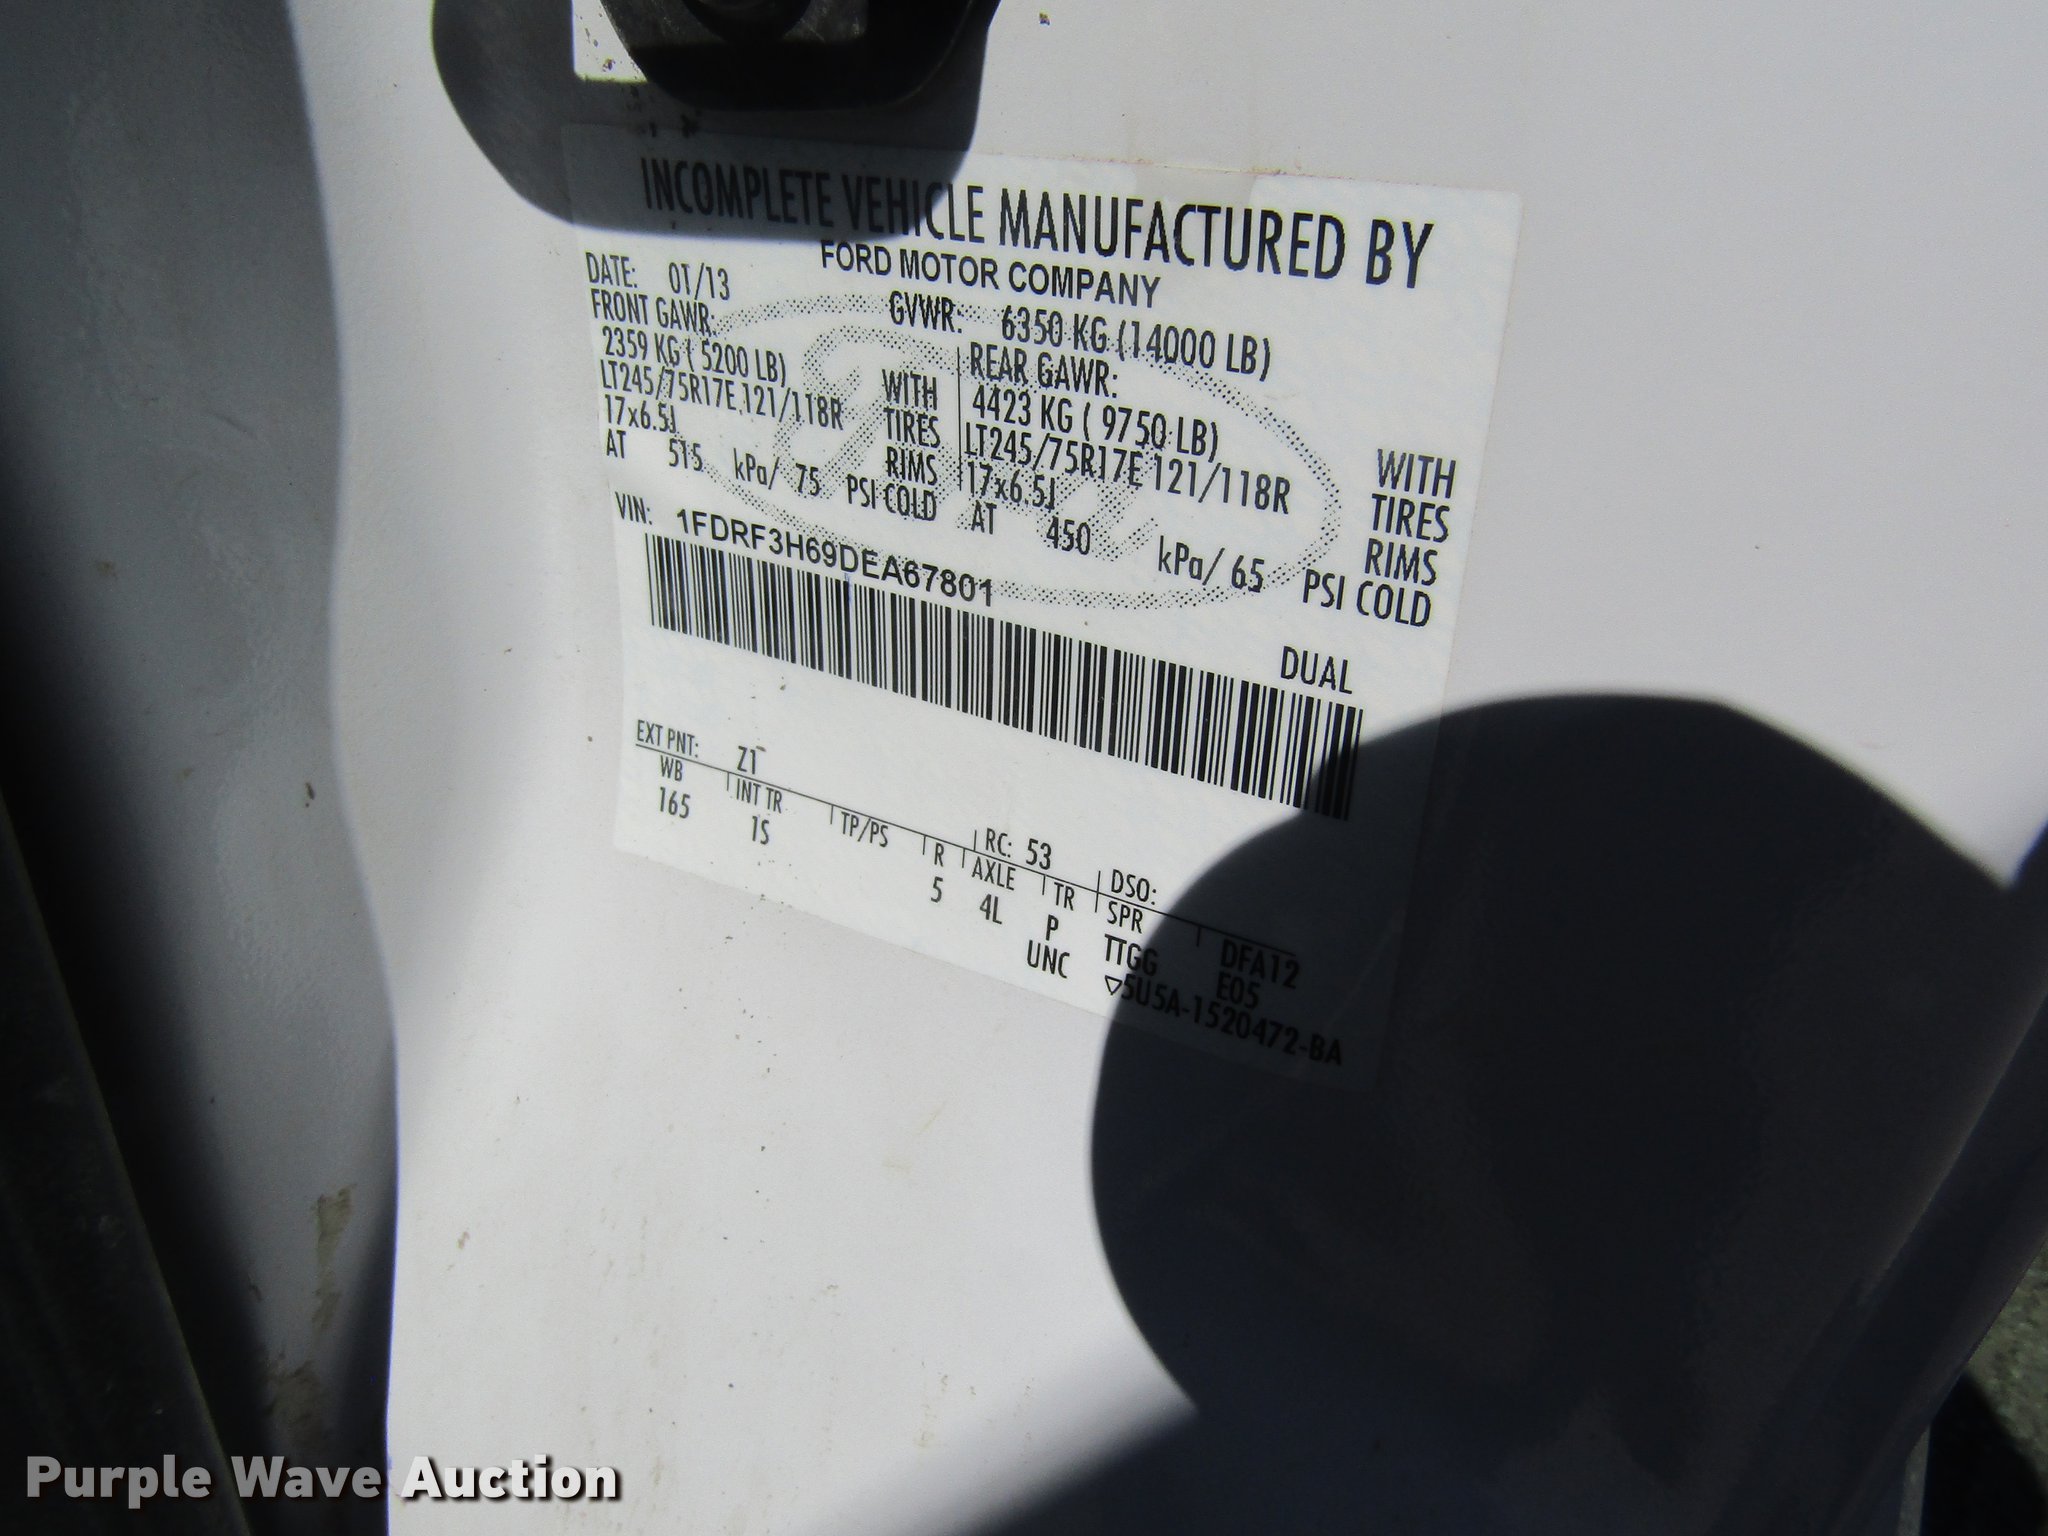 INCOMPLETE VEHICLE MANUFACTURED BY
FORD MOTOR COMPANY
DATE: 01/13 GVWR: 6350 KG (14000 LB)
FRONT GAWR: REAR GAWR:
2359 KG ( 5200 LB) WITH 4423 KG ( 9750 LB) WITH
LT245/75R17E 121/118R TIRES LT245/75R17E 121/118R TIRES
17x6.5J RIMS 17x6.5J RIMS
AT 515 kPa/ 75 PSI COLD AT 450 kPa/ 65 PSI COLD
VIN: 1FDRF3H69DEA67801
DUAL
EXT PNT: Z1 RC: 53 DSO:
WB INT TR TP/PS R AXLE TR SPR
165 1S 5 4L P TTGG DFA12
UNC E05
▽5U5A-1520472-BA
Purple Wave Auction